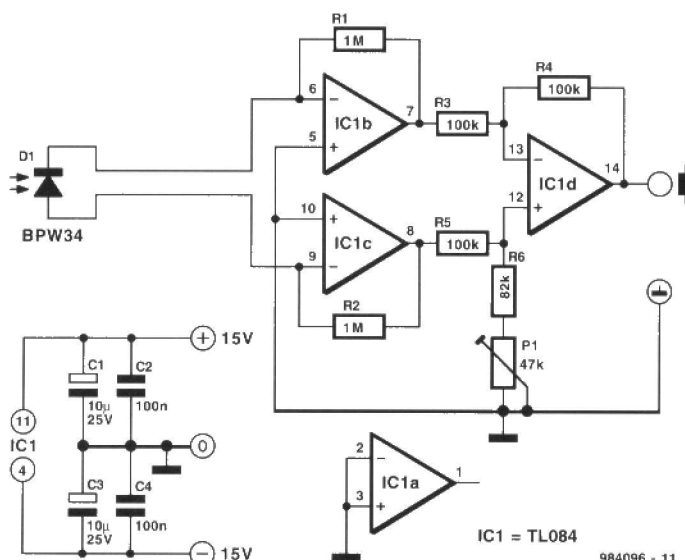 R1
1M
6
−
7
IC1b
5
+
R3
100k
R4
100k
13
−
14
IC1d
12
+
D1
BPW34
10
+
8
IC1c
9
−
R5
100k
R2
1M
R6
82k
P1
47k
+ 15V
C1
10µ
25V
C2
100n
11
IC1
4
0
C3
10µ
25V
C4
100n
− 15V
2
−
1
IC1a
3
+
IC1 = TL084
984096 - 11